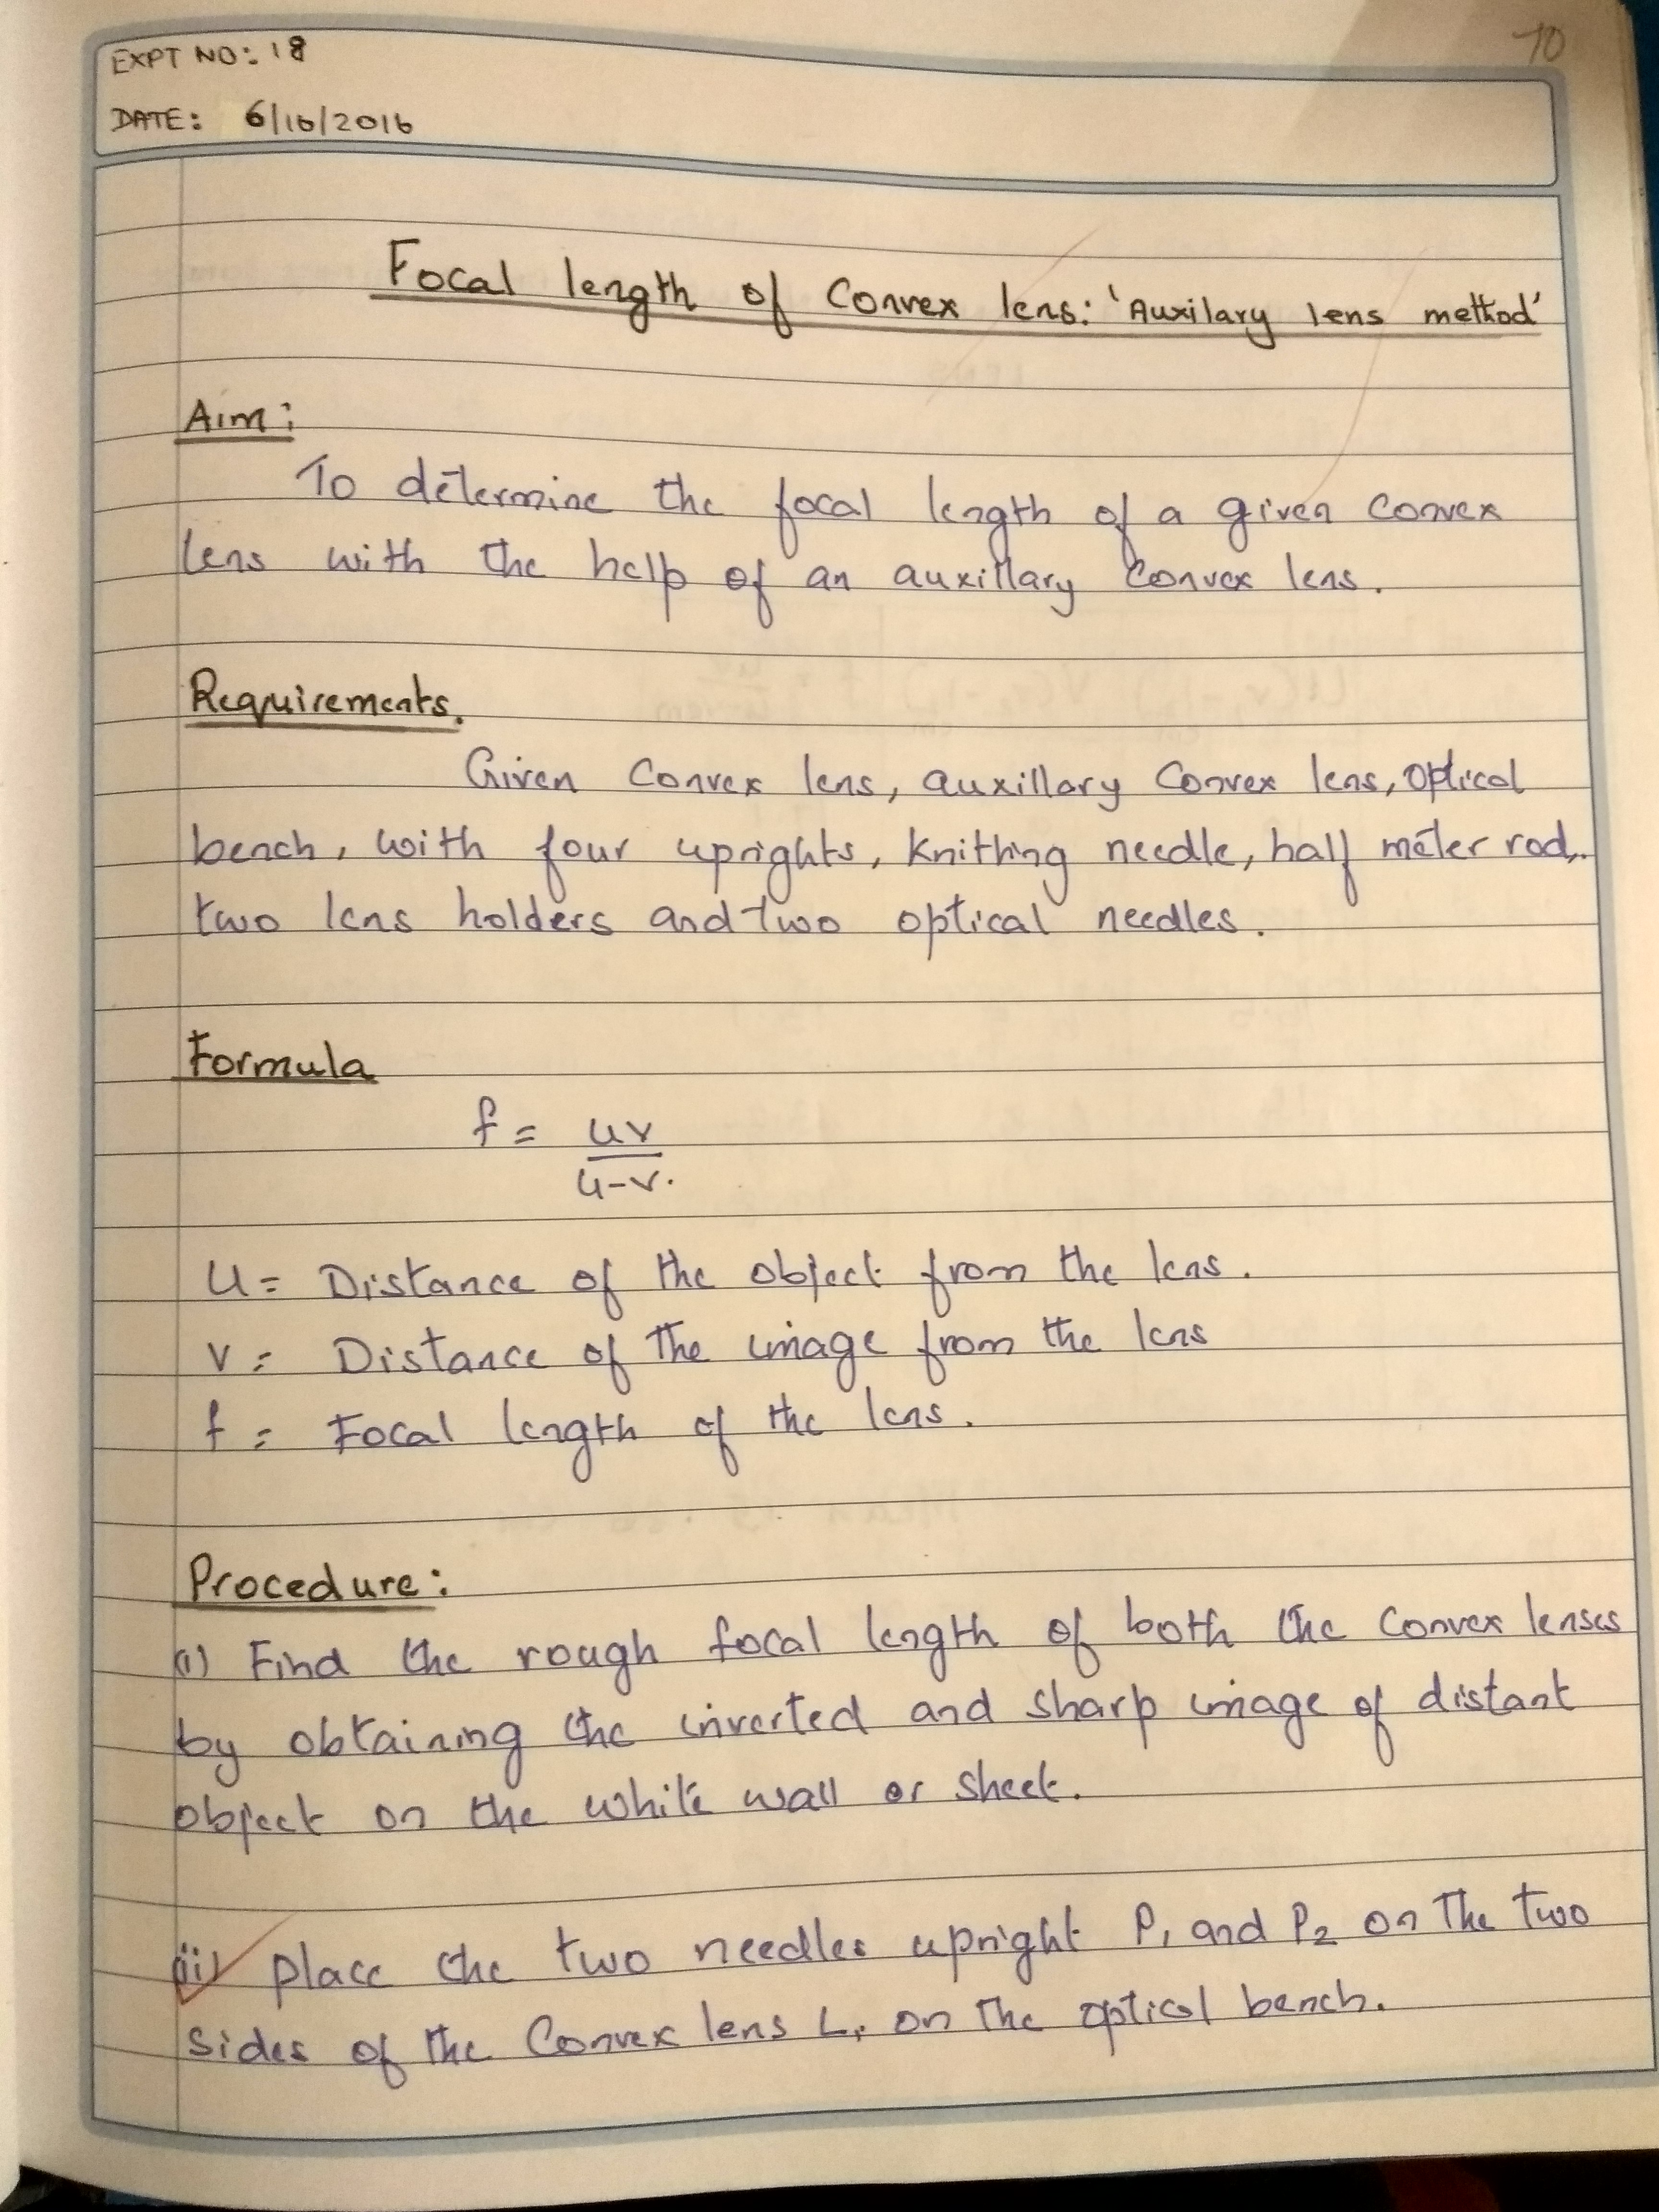 70
EXPT NO: 18
DATE: 6/10/2016
Focal length of Convex lens: 'Auxilary lens method'
Aim:
To determine the focal length of a given convex
lens with the help of an auxillary convex lens.
Requirements.
Given Convex lens, auxillary Convex lens, optical
bench, with four uprights, knitting needle, half meter rod,
two lens holders and two optical needles.
Formula
f = uv
u-v.
u = Distance of the object from the lens.
v = Distance of the image from the lens
f = Focal length of the lens.
Procedure:
(i) Find the rough focal length of both the convex lenses
by obtaining the inverted and sharp image of distant
object on the white wall or sheet.
(ii) place the two needles upright P1 and P2 on the two
sides of the Convex lens L1 on the optical bench.